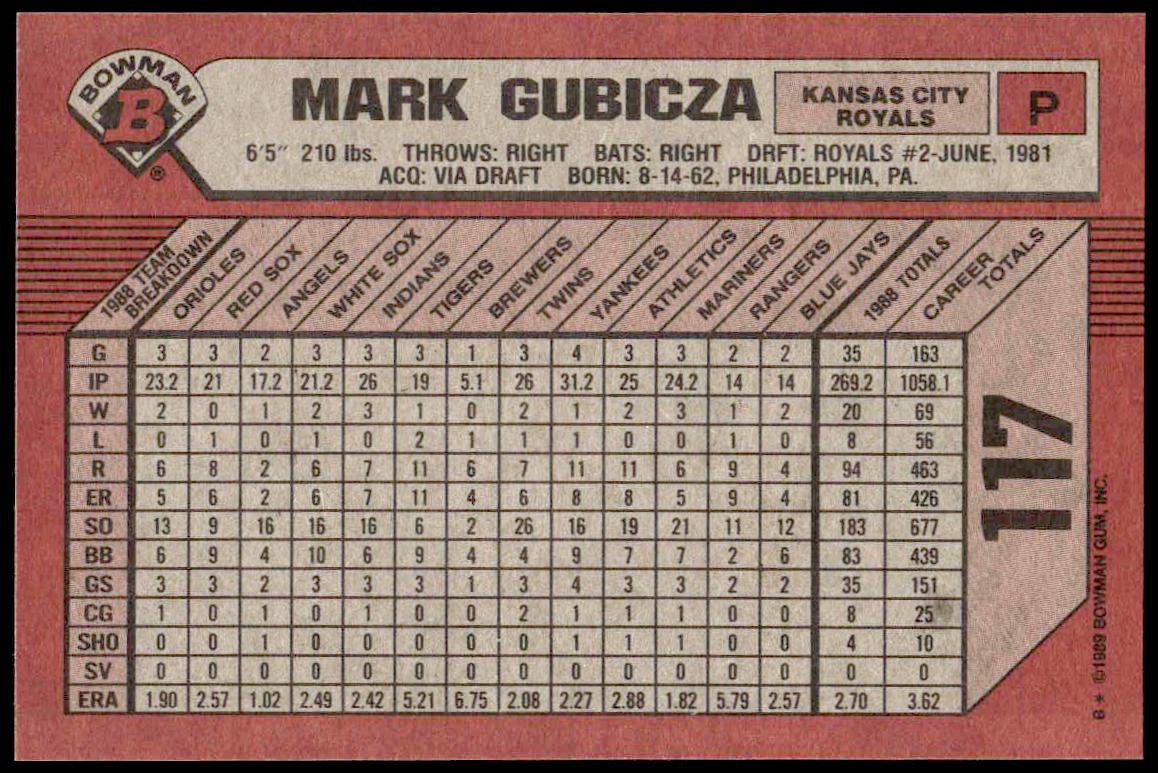 BOWMAN
B
®
MARK GUBICZA
KANSAS CITY
ROYALS
P
6'5" 210 lbs. THROWS: RIGHT BATS: RIGHT DRFT: ROYALS #2-JUNE, 1981
ACQ: VIA DRAFT BORN: 8-14-62, PHILADELPHIA, PA.
1988 TEAM BREAKDOWN ORIOLES RED SOX ANGELS WHITE SOX INDIANS TIGERS BREWERS TWINS YANKEES ATHLETICS MARINERS RANGERS BLUE JAYS 1988 TOTALS CAREER TOTALS
G 3 3 2 3 3 3 1 3 4 3 3 2 2 35 163
IP 23.2 21 17.2 21.2 26 19 5.1 26 31.2 25 24.2 14 14 269.2 1058.1
W 2 0 1 2 3 1 0 2 1 2 3 1 2 20 69
L 0 1 0 1 0 2 1 1 1 0 0 1 0 8 56
R 6 8 2 6 7 11 6 7 11 11 6 9 4 94 463
ER 5 6 2 6 7 11 4 6 8 8 5 9 4 81 426
SO 13 9 16 16 16 6 2 26 16 19 21 11 12 183 677
BB 6 9 4 10 6 9 4 4 9 7 7 2 6 83 439
GS 3 3 2 3 3 3 1 3 4 3 3 2 2 35 151
CG 1 0 1 0 1 0 0 2 1 1 1 0 0 8 25
SHO 0 0 1 0 0 0 0 0 1 1 1 0 0 4 10
SV 0 0 0 0 0 0 0 0 0 0 0 0 0 0 0
ERA 1.90 2.57 1.02 2.49 2.42 5.21 6.75 2.08 2.27 2.88 1.82 5.79 2.57 2.70 3.62
117
8 * ©1989 BOWMAN GUM, INC.